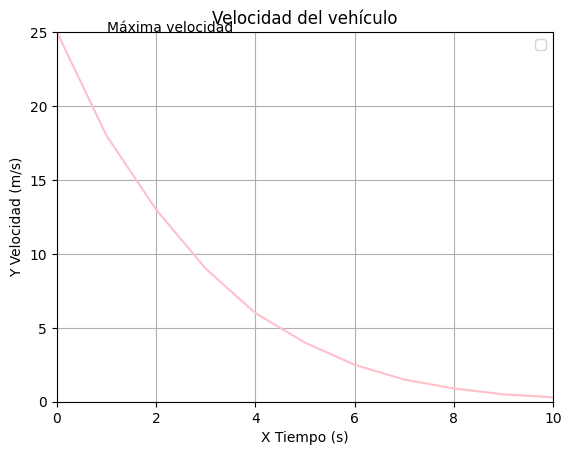 Velocidad del vehículo
Máxima velocidad
25
20
15
10
5
0
Y Velocidad (m/s)
0 2 4 6 8 10
X Tiempo (s)